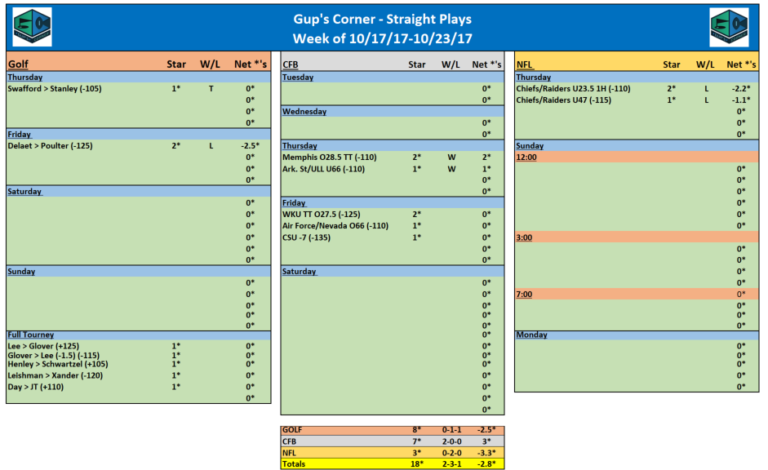 Gup's Corner - Straight Plays
Week of 10/17/17-10/23/17
Golf Star W/L Net *'s
Thursday
Swafford > Stanley (-105) 1* T 0*
0*
0*
0*
Friday
Delaet > Poulter (-125) 2* L -2.5*
0*
0*
0*
Saturday
0*
0*
0*
0*
0*
0*
Sunday
0*
0*
0*
0*
0*
Full Tourney
Lee > Glover (+125) 1* 0*
Glover > Lee (-1.5) (-115) 1* 0*
Henley > Schwartzel (+105) 1* 0*
Leishman > Xander (-120) 1* 0*
Day > JT (+110) 1* 0*
0*
CFB Star W/L Net *'s
Tuesday
0*
0*
Wednesday
0*
0*
Thursday
Memphis O28.5 TT (-110) 2* W 2*
Ark. St/ULL U66 (-110) 1* W 1*
0*
0*
Friday
WKU TT O27.5 (-125) 2* 0*
Air Force/Nevada O66 (-110) 1* 0*
CSU -7 (-135) 1* 0*
0*
0*
Saturday
0*
0*
0*
0*
0*
0*
0*
0*
0*
0*
0*
0*
NFL Star W/L Net *'s
Thursday
Chiefs/Raiders U23.5 1H (-110) 2* L -2.2*
Chiefs/Raiders U47 (-115) 1* L -1.1*
0*
0*
Sunday
12:00
0*
0*
0*
0*
0*
0*
3:00
0*
0*
0*
0*
7:00 0*
0*
0*
0*
Monday
0*
0*
0*
0*
0*
GOLF 8* 0-1-1 -2.5*
CFB 7* 2-0-0 3*
NFL 3* 0-2-0 -3.3*
Totals 18* 2-3-1 -2.8*